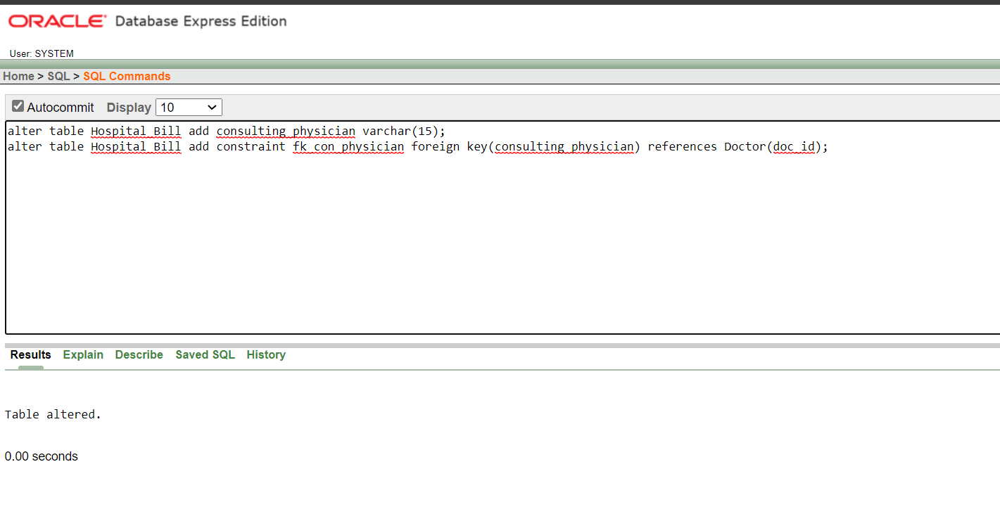 ORACLE® Database Express Edition
User: SYSTEM
Home > SQL > SQL Commands
Autocommit Display 10
alter table Hospital_Bill add consulting_physician varchar(15);
alter table Hospital_Bill add constraint fk_con_physician foreign key(consulting_physician) references Doctor(doc_id);
Results Explain Describe Saved SQL History
Table altered.
0.00 seconds